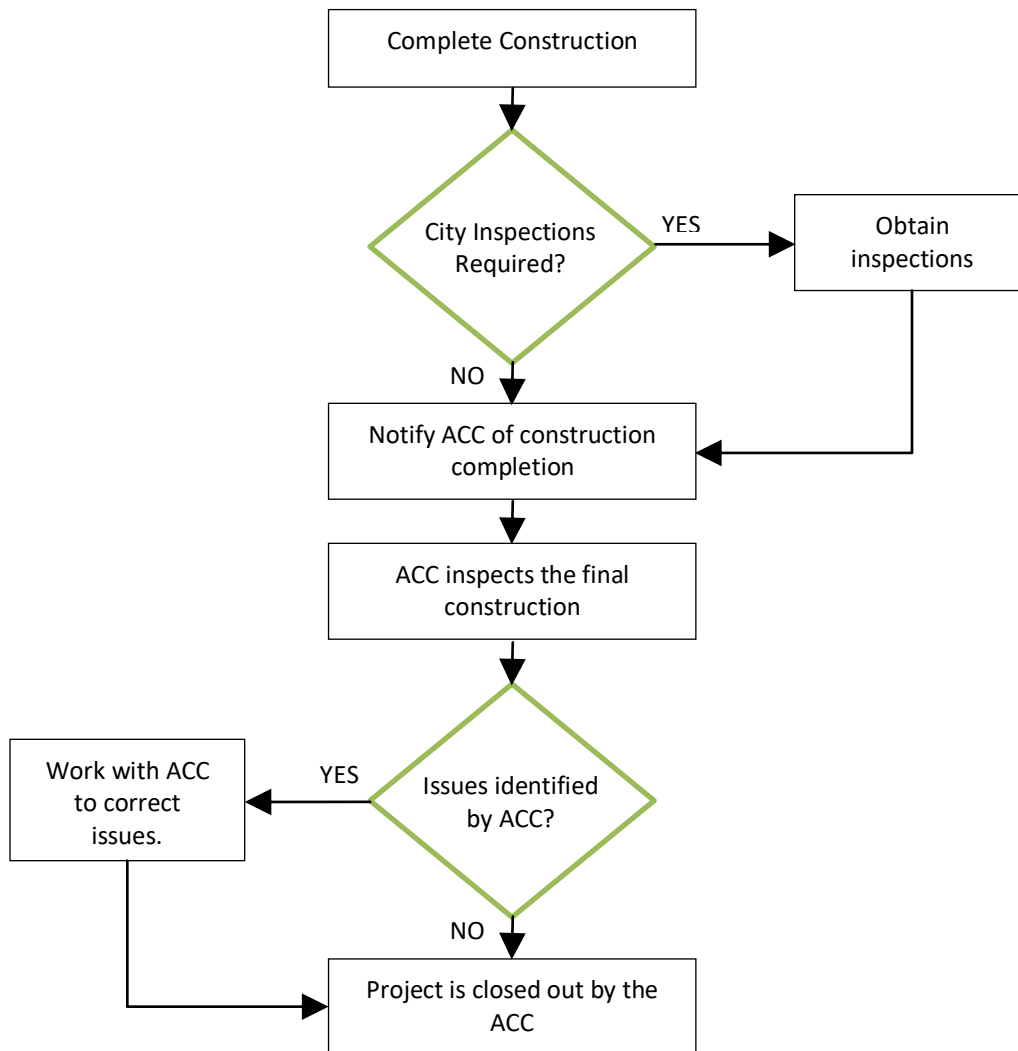 Complete Construction
City Inspections
Required?
YES
Obtain
inspections
NO
Notify ACC of construction
completion
ACC inspects the final
construction
Issues identified
by ACC?
YES
Work with ACC
to correct
issues.
NO
Project is closed out by the
ACC